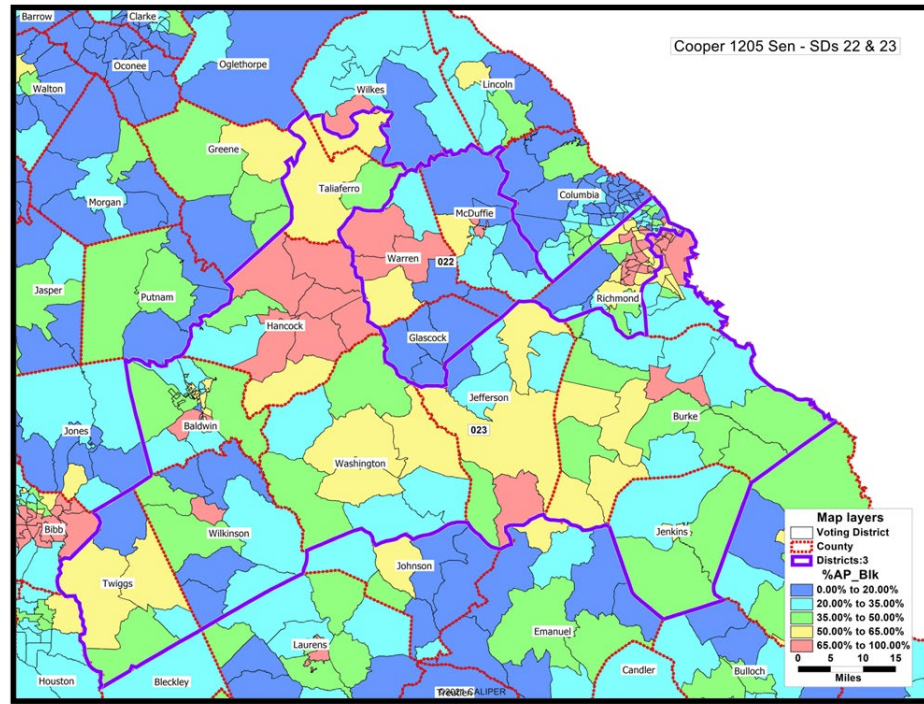 Cooper 1205 Sen - SDs 22 & 23
Barrow
Clarke
Oconee
Oglethorpe
Walton
Wilkes
Lincoln
Greene
Taliaferro
Columbia
Morgan
McDuffie
Warren
022
Jasper
Putnam
Richmond
Hancock
Glascock
Jefferson
Baldwin
Burke
Jones
023
Washington
Bibb
Wilkinson
Jenkins
Johnson
Twiggs
Emanuel
Laurens
Houston
Bleckley
Candler
Bulloch
Treutlen
©2021 CALIPER
Map layers
Voting District
County
Districts:3
%AP_Blk
0.00% to 20.00%
20.00% to 35.00%
35.00% to 50.00%
50.00% to 65.00%
65.00% to 100.00%
0 5 10 15
Miles